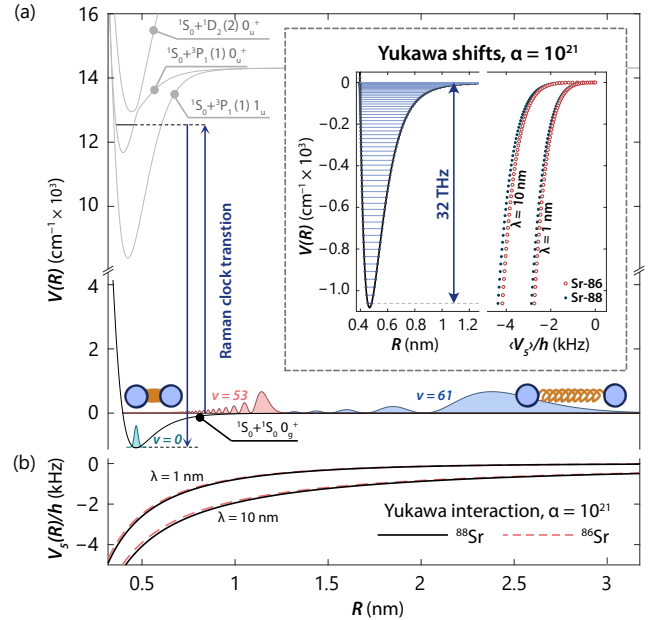 (a)
16
14
12
10
4
2
0
V(R) (cm⁻¹ × 10³)
¹S₀+¹D₂(2) 0ᵤ⁺
¹S₀+³P₁(1) 0ᵤ⁺
¹S₀+³P₁(1) 1ᵤ
Raman clock transtion
v=0
v = 53
v = 61
¹S₀+¹S₀ 0g⁺
Yukawa shifts, α = 10²¹
0
−0.2
−0.4
−0.6
−0.8
−1.0
V(R) (cm⁻¹ × 10³)
32 THz
0.4 0.6 0.8 1 1.2
R (nm)
λ = 10 nm
λ = 1 nm
Sr-86
Sr-88
−4 −2 0
‹V₅›/h (kHz)
(b)
0
−2
−4
V₅(R)/h (kHz)
λ = 1 nm
λ = 10 nm
Yukawa interaction, α = 10²¹
⁸⁸Sr ⁸⁶Sr
0.5 1 1.5 2 2.5 3
R (nm)